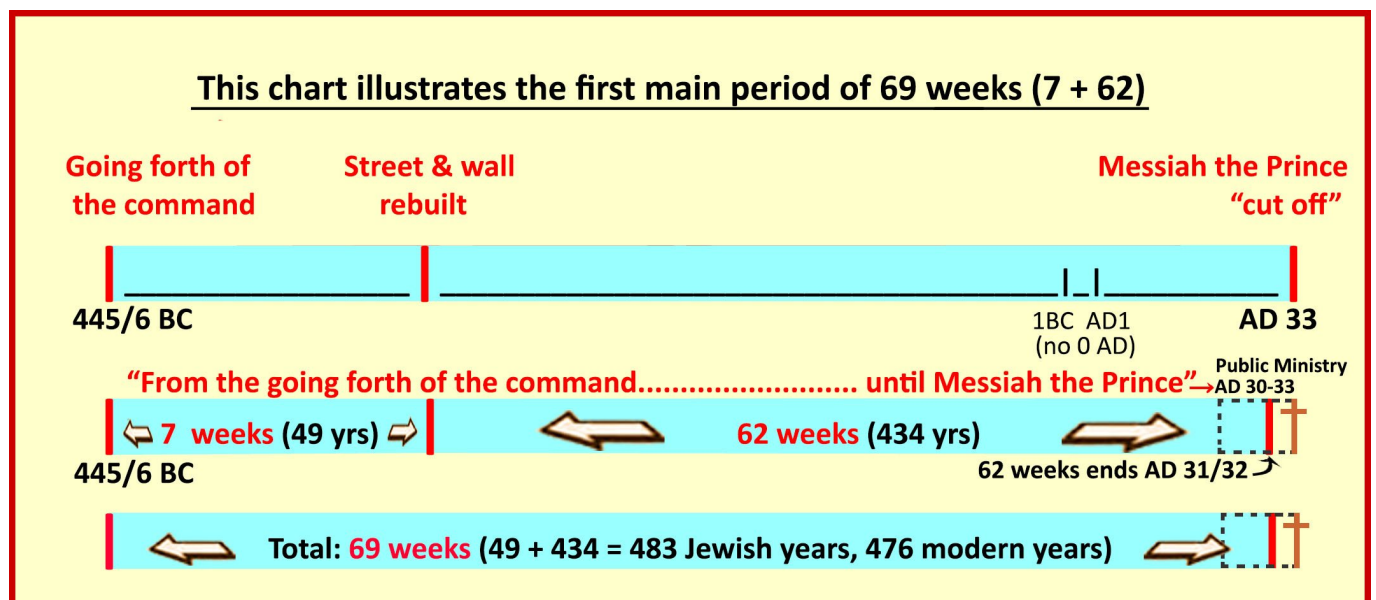 This chart illustrates the first main period of 69 weeks (7 + 62)
Going forth of
the command
Street & wall
rebuilt
Messiah the Prince
“cut off”
445/6 BC
1BC AD1
(no 0 AD)
AD 33
“From the going forth of the command......................... until Messiah the Prince”→
Public Ministry
AD 30-33
7 weeks (49 yrs)
62 weeks (434 yrs)
445/6 BC
62 weeks ends AD 31/32
Total: 69 weeks (49 + 434 = 483 Jewish years, 476 modern years)